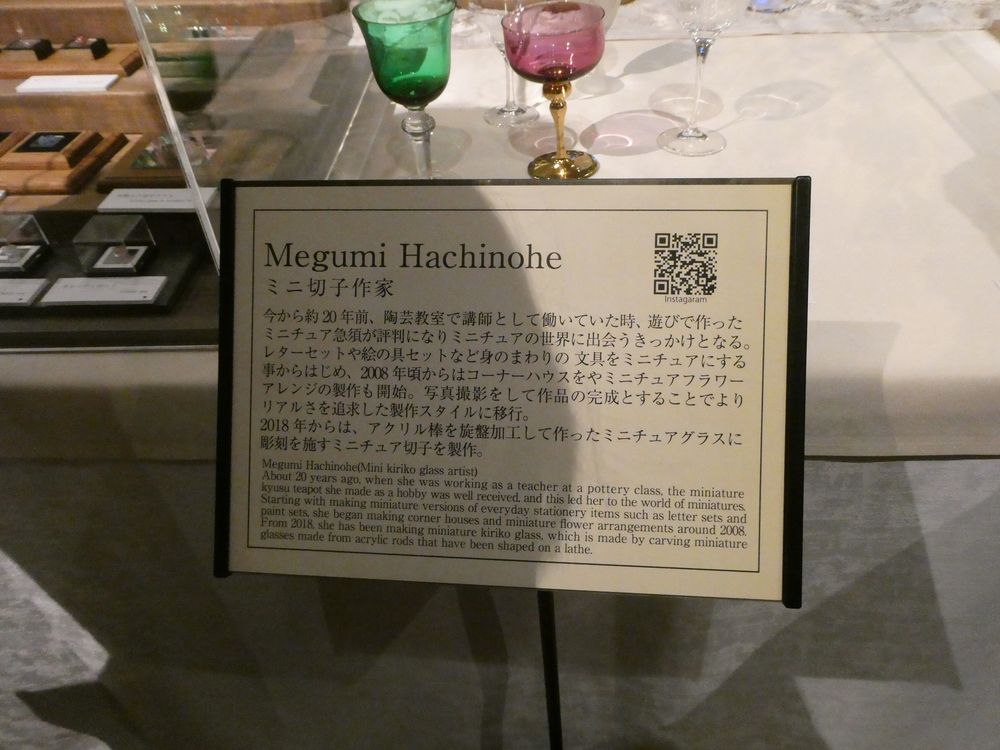 Megumi Hachinohe
Instagaram
ミニ切子作家
今から約20年前、陶芸教室で講師として働いていた時、遊びで作った
ミニチュア急須が評判になりミニチュアの世界に出会うきっかけとなる。
レターセットや絵の具セットなど身のまわりの 文具をミニチュアにする
事からはじめ、2008年頃からはコーナーハウスをやミニチュアフラワー
アレンジの製作も開始。写真撮影をして作品の完成とすることでより
リアルさを追求した製作スタイルに移行。
2018年からは、アクリル棒を旋盤加工して作ったミニチュアグラスに
彫刻を施すミニチュア切子を製作。
Megumi Hachinohe(Mini kiriko glass artist)
About 20 years ago, when she was working as a teacher at a pottery class, the miniature
kyusu teapot she made as a hobby was well received, and this led her to the world of miniatures.
Starting with making miniature versions of everyday stationery items such as letter sets and
paint sets, she began making corner houses and miniature flower arrangements around 2008.
From 2018, she has been making miniature kiriko glass, which is made by carving miniature
glasses made from acrylic rods that have been shaped on a lathe.